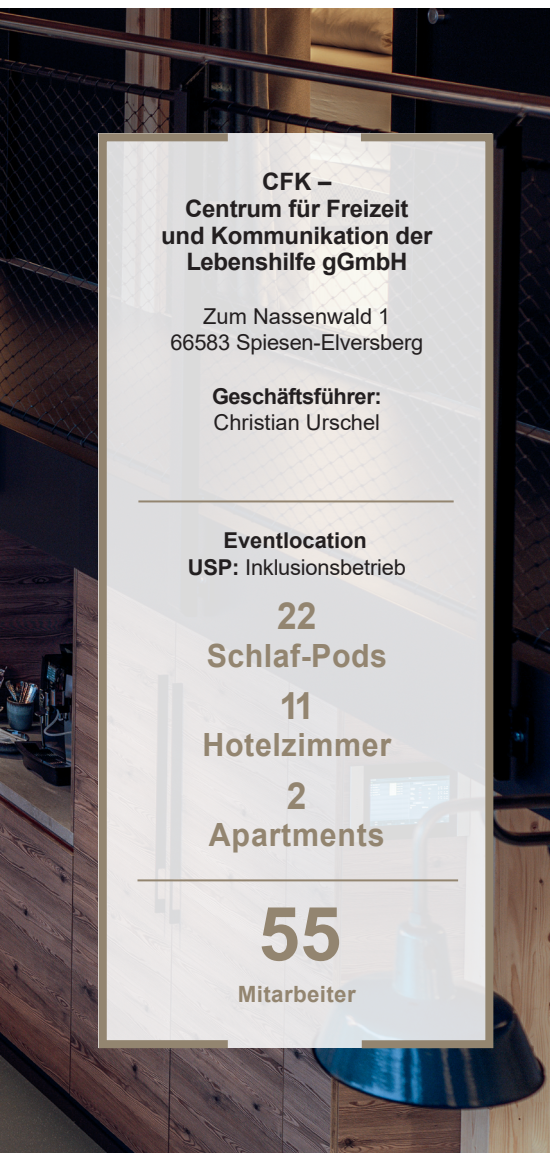 CFK –
Centrum für Freizeit
und Kommunikation der
Lebenshilfe gGmbH
Zum Nassenwald 1
66583 Spiesen-Elversberg
Geschäftsführer:
Christian Urschel
Eventlocation
USP: Inklusionsbetrieb
22
Schlaf-Pods
11
Hotelzimmer
2
Apartments
55
Mitarbeiter